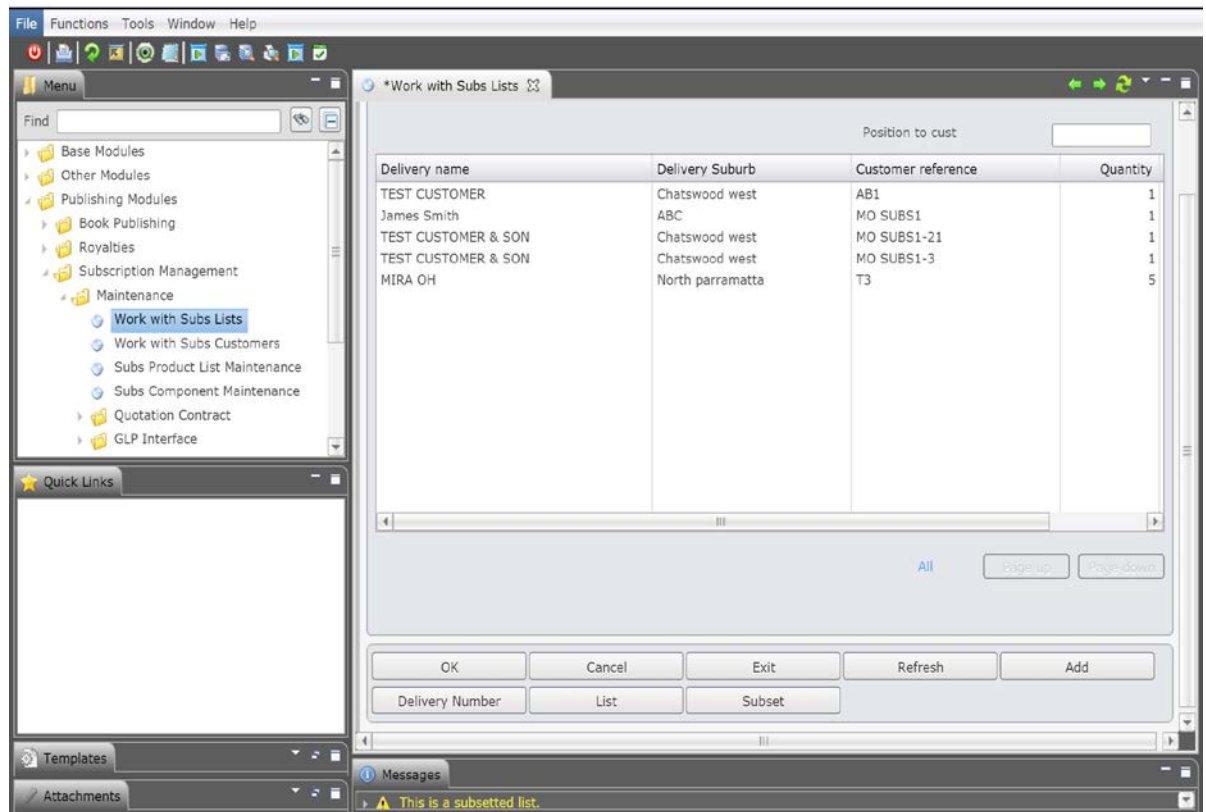 File Functions Tools Window Help
Menu
Find
Base Modules
Other Modules
Publishing Modules
Book Publishing
Royalties
Subscription Management
Maintenance
Work with Subs Lists
Work with Subs Customers
Subs Product List Maintenance
Subs Component Maintenance
Quotation Contract
GLP Interface
Quick Links
Templates
Attachments
*Work with Subs Lists
Position to cust
Delivery name Delivery Suburb Customer reference Quantity
TEST CUSTOMER Chatswood west AB1 1
James Smith ABC MO SUBS1 1
TEST CUSTOMER & SON Chatswood west MO SUBS1-21 1
TEST CUSTOMER & SON Chatswood west MO SUBS1-3 1
MIRA OH North parramatta T3 5
All Page up Page down
OK Cancel Exit Refresh Add
Delivery Number List Subset
Messages
This is a subsetted list.